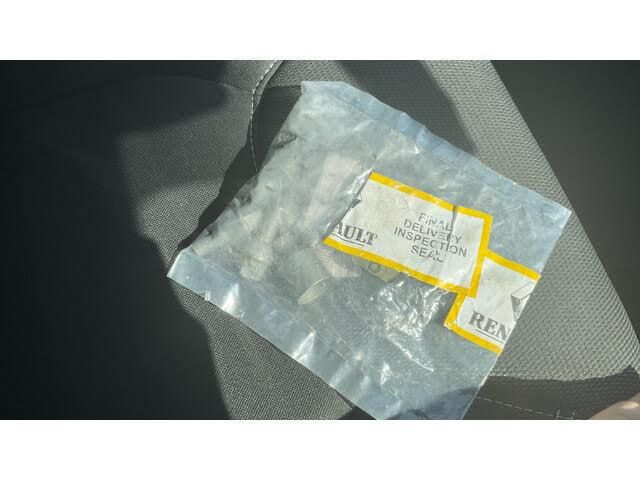 AULT
FINAL
DELIVERY
INSPECTION
SEAL
REN